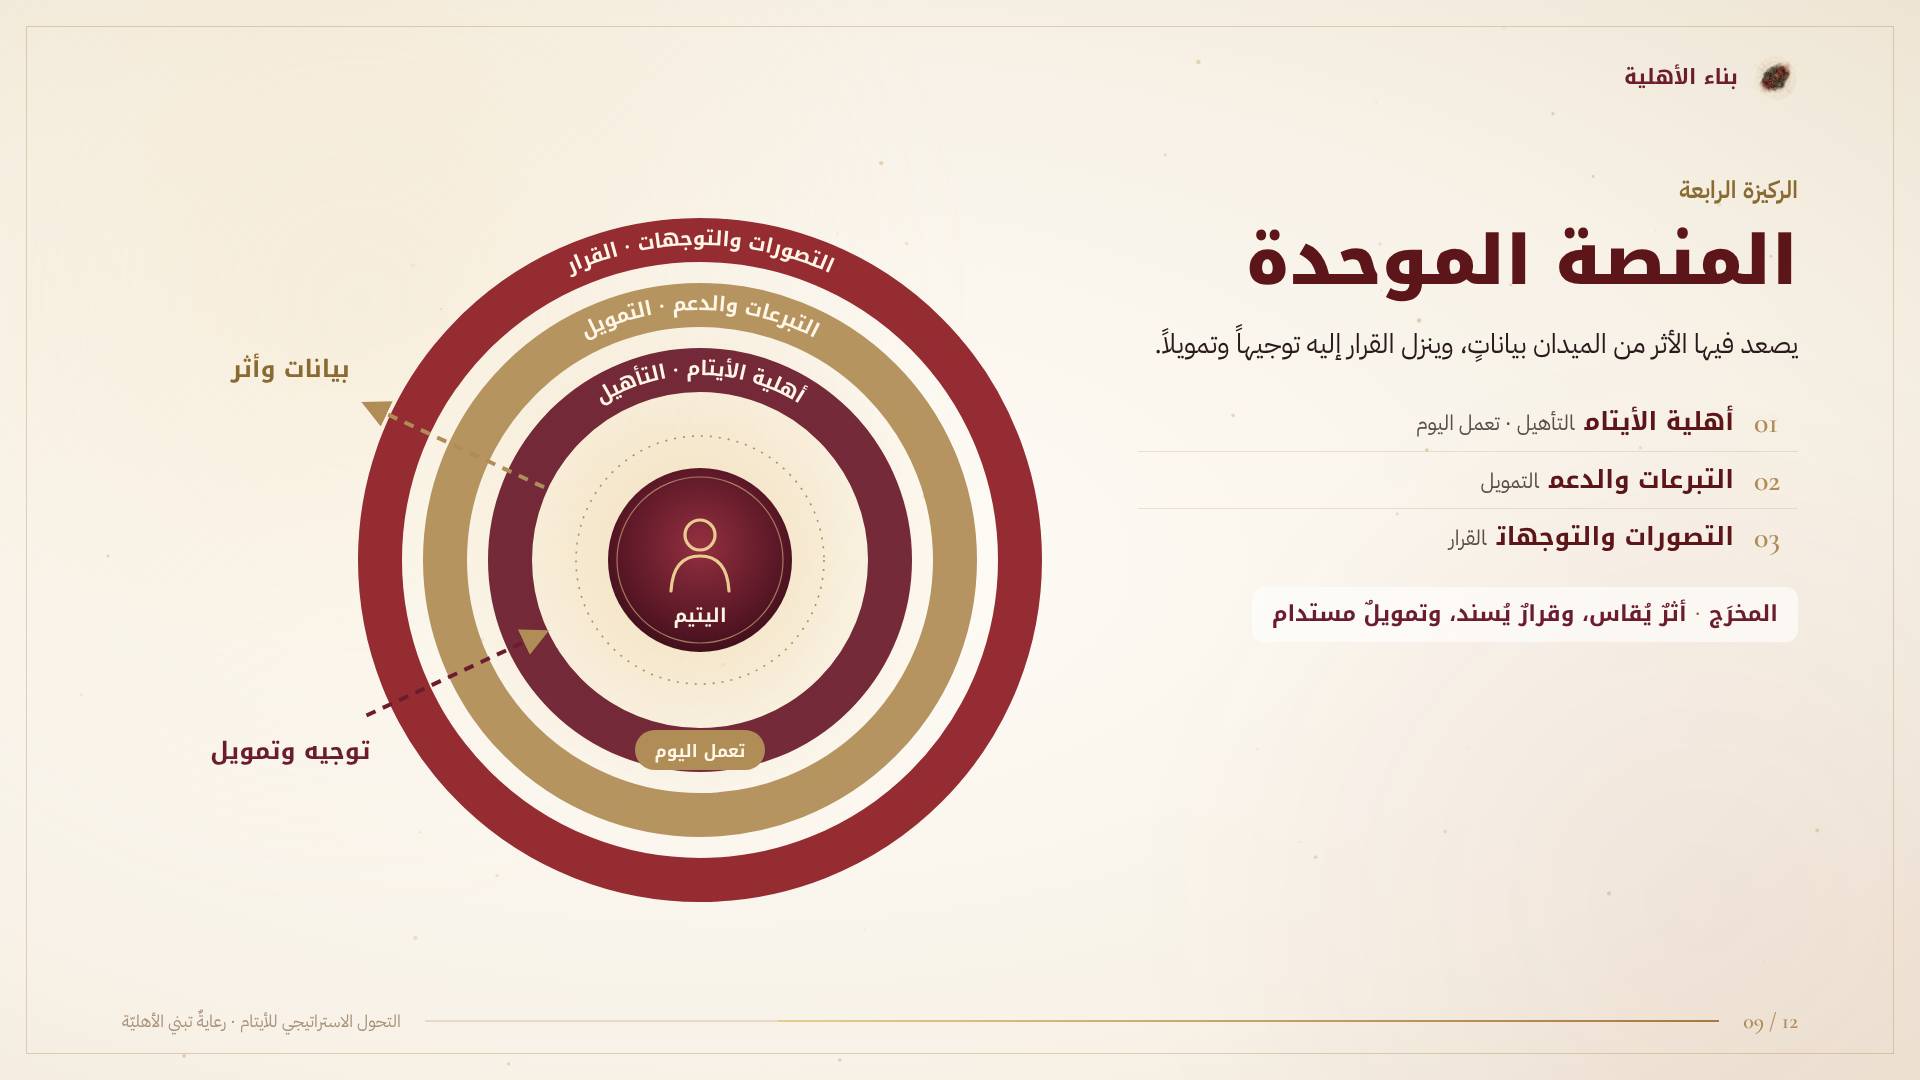 بناء الأهلية
الركيزة الرابعة
المنصة الموحدة
يصعد فيها الأثر من الميدان بياناتٍ، وينزل القرار إليه توجيهاً وتمويلاً.
01 أهلية الأيتام التأهيل · تعمل اليوم
02 التبرعات والدعم التمويل
03 التصورات والتوجهات القرار
المخرَج · أثرٌ يُقاس، وقرارٌ يُسند، وتمويلٌ مستدام
التصورات والتوجهات · القرار
التبرعات والدعم · التمويل
أهلية الأيتام · التأهيل
اليتيم
تعمل اليوم
بيانات وأثر
توجيه وتمويل
09 / 12
التحول الاستراتيجي للأيتام · رعايةٌ تبني الأهليّة